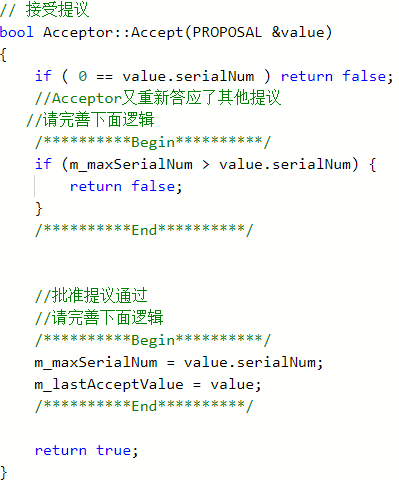 // 接受提议
bool Acceptor::Accept(PROPOSAL &value)
{
    if ( 0 == value.serialNum ) return false;
    //Acceptor又重新答应了其他提议
   //请完善下面逻辑
    /**********Begin**********/
    if (m_maxSerialNum > value.serialNum) {
        return false;
    }
    /**********End**********/
    //批准提议通过
    //请完善下面逻辑
    /**********Begin**********/
    m_maxSerialNum = value.serialNum;
    m_lastAcceptValue = value;
    /**********End**********/
    return true;
}